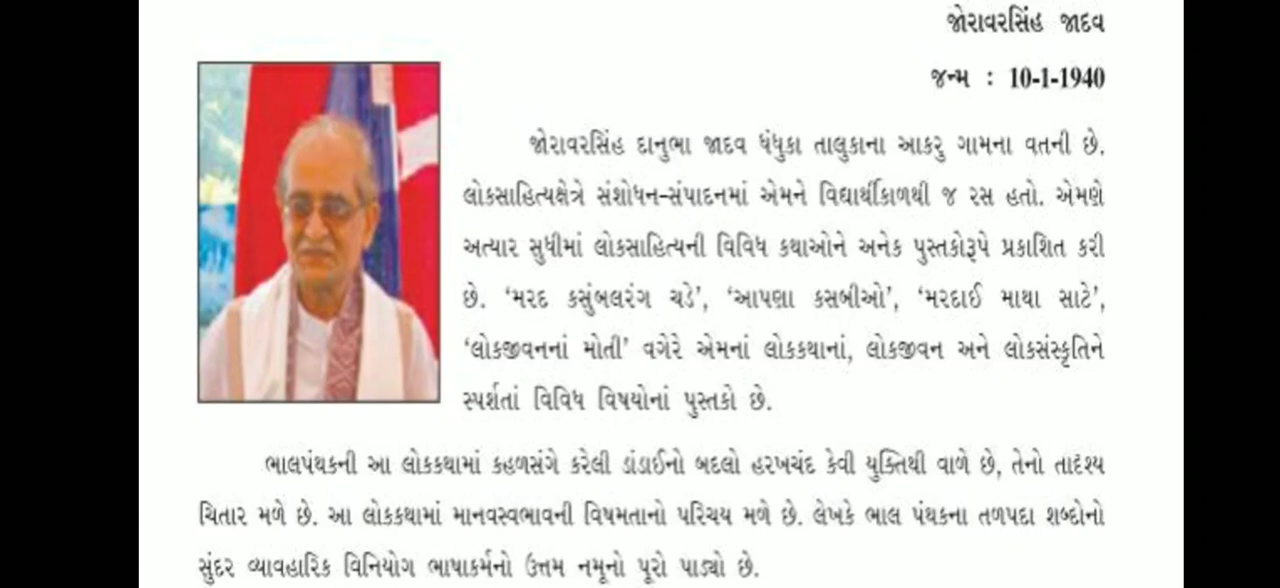 જોરાવરસિંહ જાદવ
જન્મ : 10-1-1940
જોરાવરસિંહ દાનુભા જાદવ ધંધુકા તાલુકાના આકરુ ગામના વતની છે.
લોકસાહિત્યક્ષેત્રે સંશોધન-સંપાદનમાં એમને વિદ્યાર્થીકાળથી જ રસ હતો. એમણે
અત્યાર સુધીમાં લોકસાહિત્યની વિવિધ કથાઓને અનેક પુસ્તકોરૂપે પ્રકાશિત કરી
છે. ‘મરદ કસુંબલરંગ ચડે’, ‘આપણા કસબીઓ’, ‘મરદાઈ માથા સાટે’,
‘લોકજીવનનાં મોતી’ વગેરે એમનાં લોકકથાનાં, લોકજીવન અને લોકસંસ્કૃતિને
સ્પર્શતાં વિવિધ વિષયોનાં પુસ્તકો છે.
ભાલપંથકની આ લોકકથામાં કહળસંગે કરેલી ડાંડાઈનો બદલો હરખચંદ કેવી યુક્તિથી વાળે છે, તેનો તાદૃશ્ય
ચિતાર મળે છે. આ લોકકથામાં માનવસ્વભાવની વિષમતાનો પરિચય મળે છે. લેખકે ભાલ પંથકના તળપદા શબ્દોનો
સુંદર વ્યાવહારિક વિનિયોગ ભાષાકર્મનો ઉત્તમ નમૂનો પૂરો પાડ્યો છે.